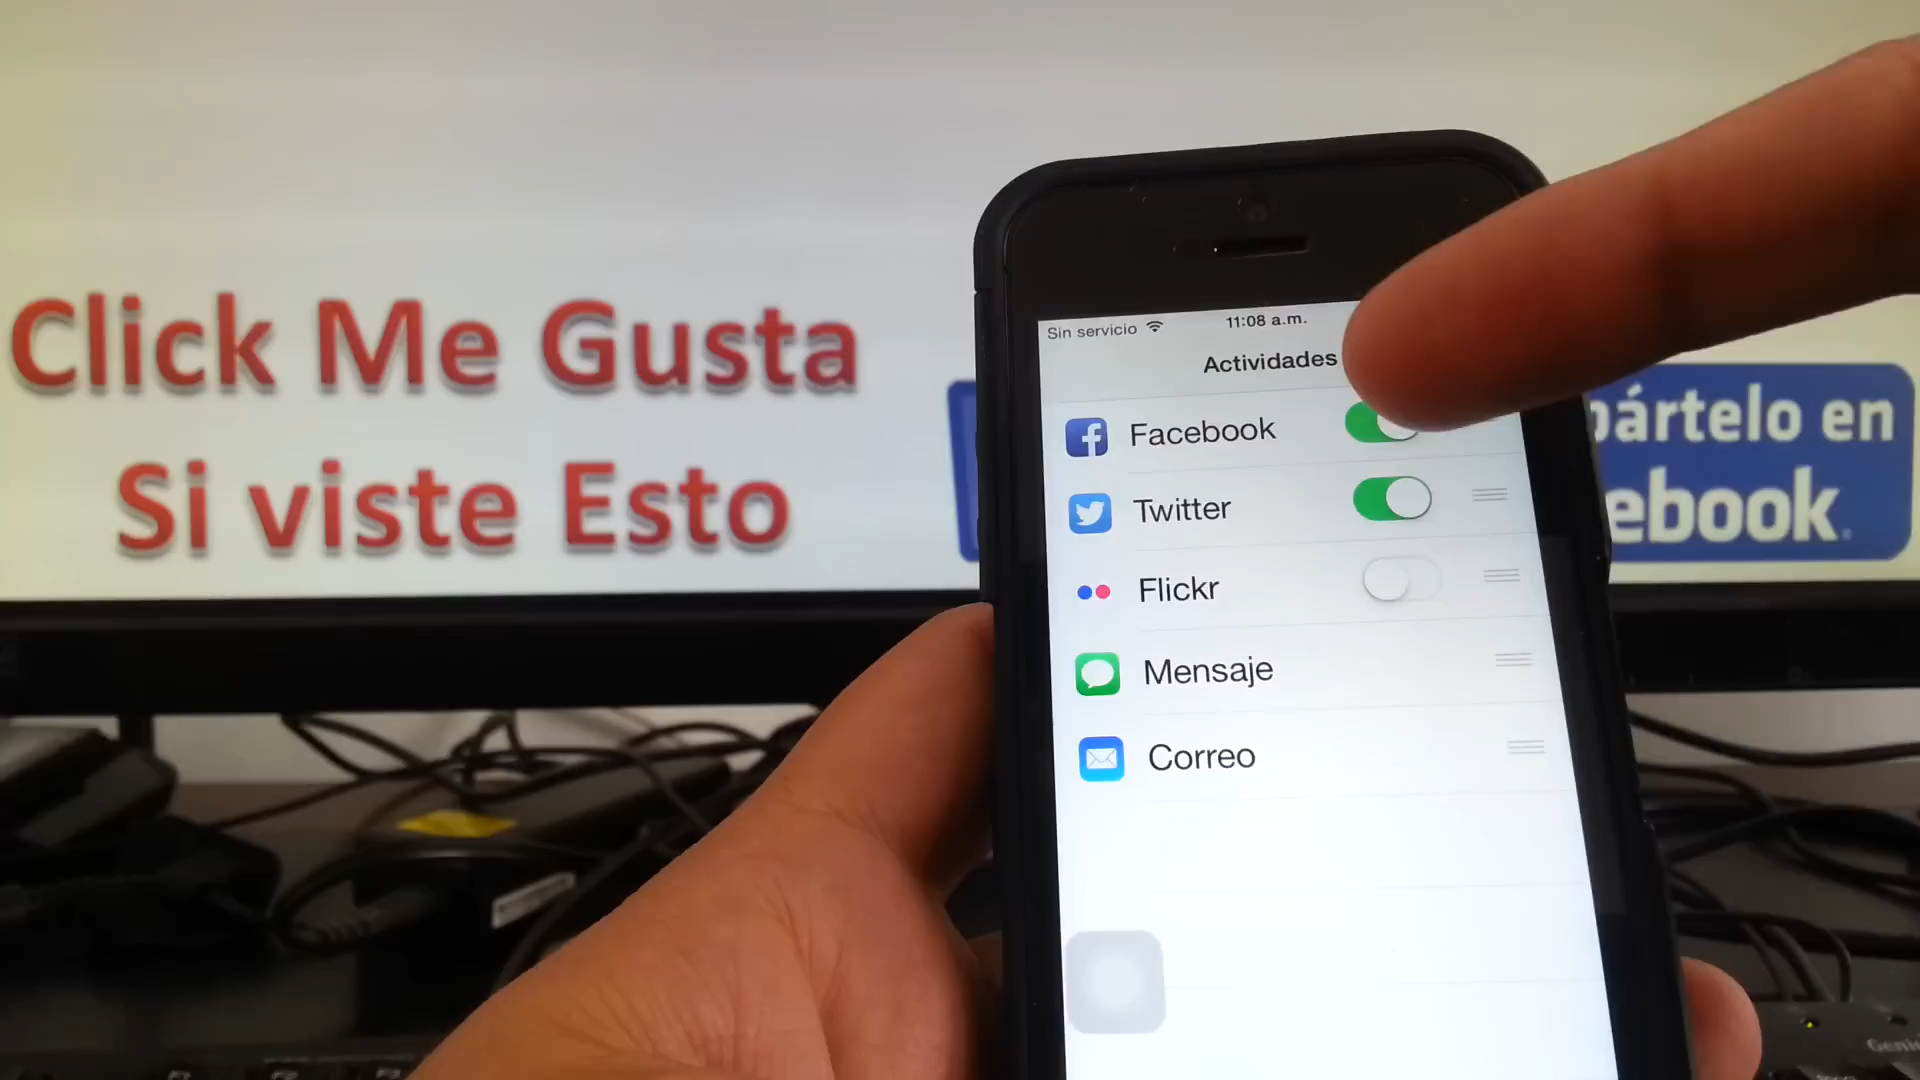 Click Me Gusta
Si viste Esto
pártelo en
ebook
Sin servicio
11:08 a.m.
Actividades
Facebook
Twitter
Flickr
Mensaje
Correo